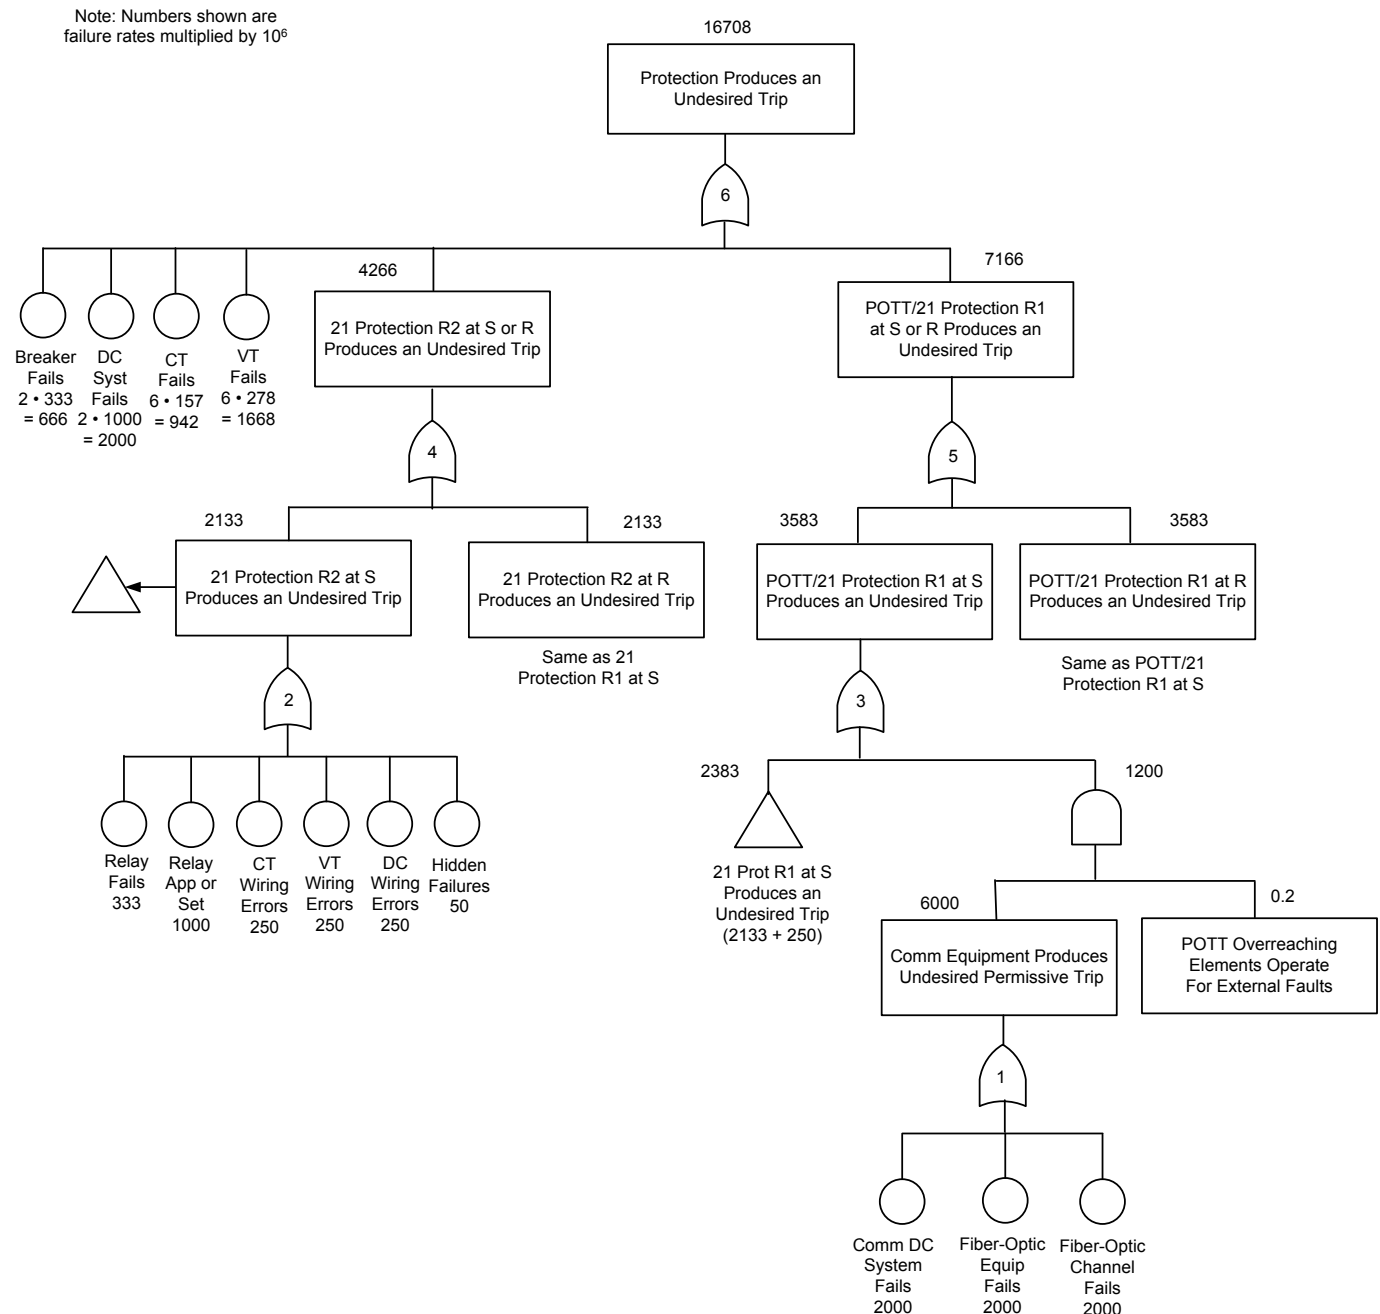 Note: Numbers shown are
failure rates multiplied by 10⁶
16708
Protection Produces an
Undesired Trip
6
4266
7166
21 Protection R2 at S or R
Produces an Undesired Trip
POTT/21 Protection R1
at S or R Produces an
Undesired Trip
Breaker
Fails
2 • 333
= 666
DC
Syst
Fails
2 • 1000
= 2000
CT
Fails
6 • 157
= 942
VT
Fails
6 • 278
= 1668
4
5
2133
2133
3583
3583
21 Protection R2 at S
Produces an Undesired Trip
21 Protection R2 at R
Produces an Undesired Trip
POTT/21 Protection R1 at S
Produces an Undesired Trip
POTT/21 Protection R1 at R
Produces an Undesired Trip
Same as 21
Protection R1 at S
Same as POTT/21
Protection R1 at S
2
3
2383
1200
Relay
Fails
333
Relay
App or
Set
1000
CT
Wiring
Errors
250
VT
Wiring
Errors
250
DC
Wiring
Errors
250
Hidden
Failures
50
21 Prot R1 at S
Produces an
Undesired Trip
(2133 + 250)
6000
0.2
Comm Equipment Produces
Undesired Permissive Trip
POTT Overreaching
Elements Operate
For External Faults
1
Comm DC
System
Fails
2000
Fiber-Optic
Equip
Fails
2000
Fiber-Optic
Channel
Fails
2000